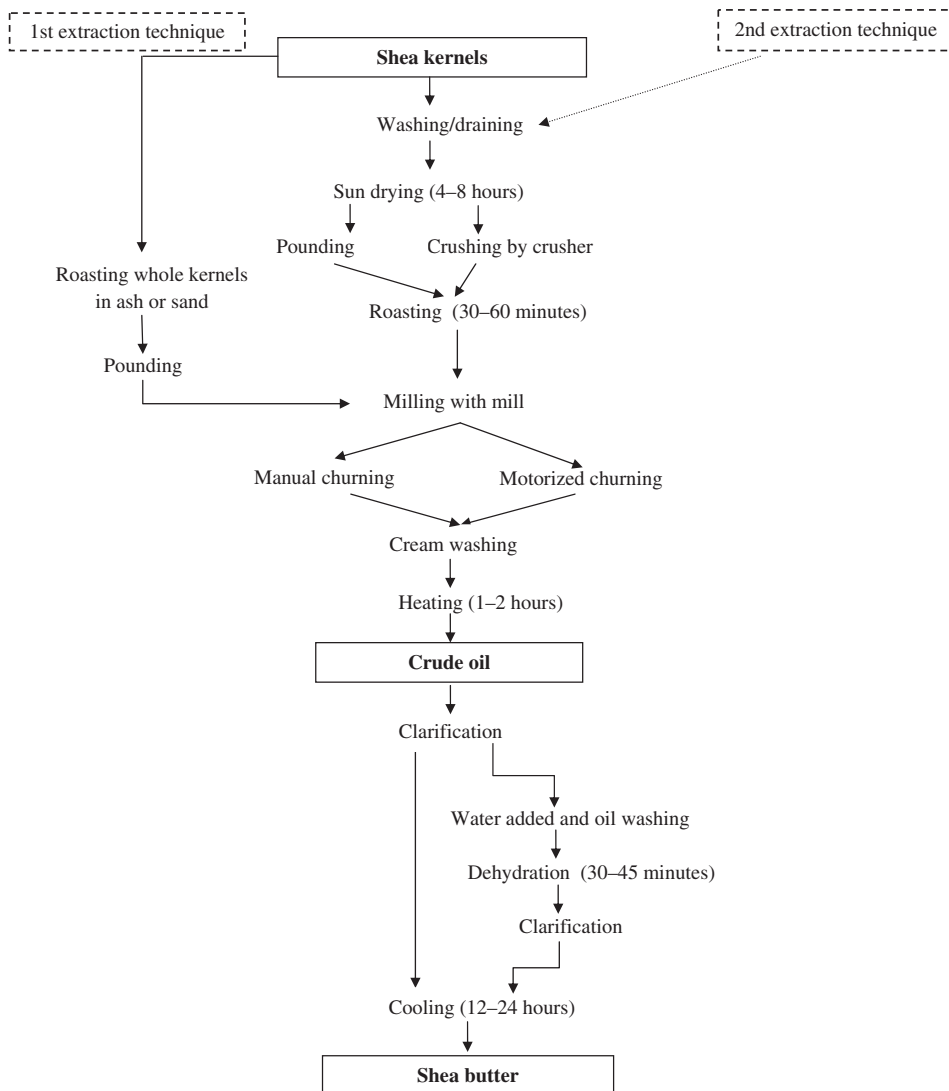 1st extraction technique
2nd extraction technique
Shea kernels
Washing/draining
Sun drying (4–8 hours)
Pounding
Crushing by crusher
Roasting whole kernels
in ash or sand
Roasting (30–60 minutes)
Pounding
Milling with mill
Manual churning
Motorized churning
Cream washing
Heating (1–2 hours)
Crude oil
Clarification
Water added and oil washing
Dehydration (30–45 minutes)
Clarification
Cooling (12–24 hours)
Shea butter